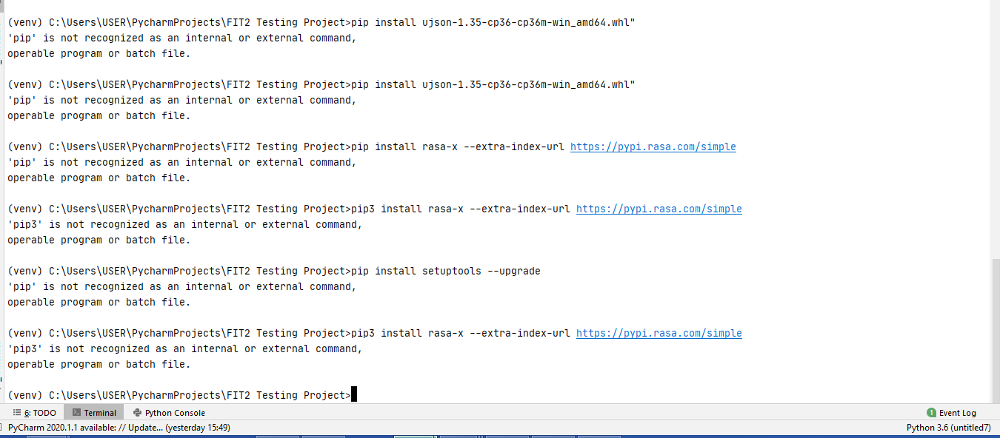 (venv) C:\Users\USER\PycharmProjects\FIT2 Testing Project>pip install ujson-1.35-cp36-cp36m-win_amd64.whl"
'pip' is not recognized as an internal or external command,
operable program or batch file.
(venv) C:\Users\USER\PycharmProjects\FIT2 Testing Project>pip install ujson-1.35-cp36-cp36m-win_amd64.whl"
'pip' is not recognized as an internal or external command,
operable program or batch file.
(venv) C:\Users\USER\PycharmProjects\FIT2 Testing Project>pip install rasa-x --extra-index-url https://pypi.rasa.com/simple
'pip' is not recognized as an internal or external command,
operable program or batch file.
(venv) C:\Users\USER\PycharmProjects\FIT2 Testing Project>pip3 install rasa-x --extra-index-url https://pypi.rasa.com/simple
'pip3' is not recognized as an internal or external command,
operable program or batch file.
(venv) C:\Users\USER\PycharmProjects\FIT2 Testing Project>pip install setuptools --upgrade
'pip' is not recognized as an internal or external command,
operable program or batch file.
(venv) C:\Users\USER\PycharmProjects\FIT2 Testing Project>pip3 install rasa-x --extra-index-url https://pypi.rasa.com/simple
'pip3' is not recognized as an internal or external command,
operable program or batch file.
(venv) C:\Users\USER\PycharmProjects\FIT2 Testing Project>
6: TODO Terminal Python Console 1 Event Log
PyCharm 2020.1.1 available: // Update... (yesterday 15:49) Python 3.6 (untitled7)